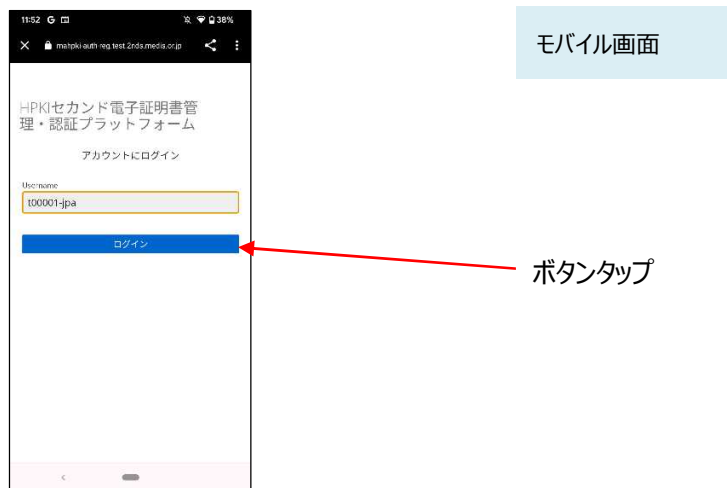 11:52 G
38%
モバイル画面
mahpki-auth-reg.test.2nds.medis.or.jp
HPKIセカンド電子証明書管
理・認証プラットフォーム
アカウントにログイン
Username
t00001-jpa
ログイン
ボタンタップ